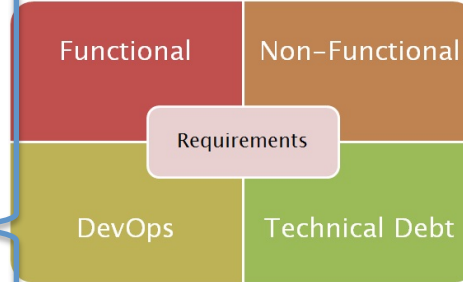 Functional
Non-Functional
Requirements
DevOps
Technical Debt